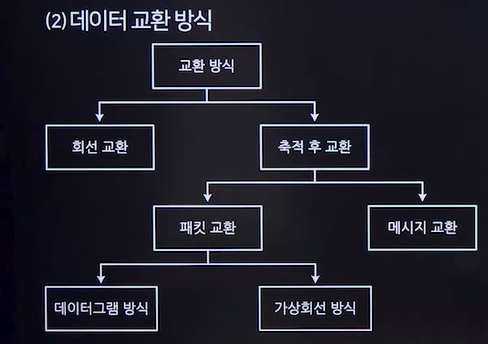 (2) 데이터 교환 방식
교환 방식
회선 교환
축적 후 교환
패킷 교환
메시지 교환
데이터그램 방식
가상회선 방식